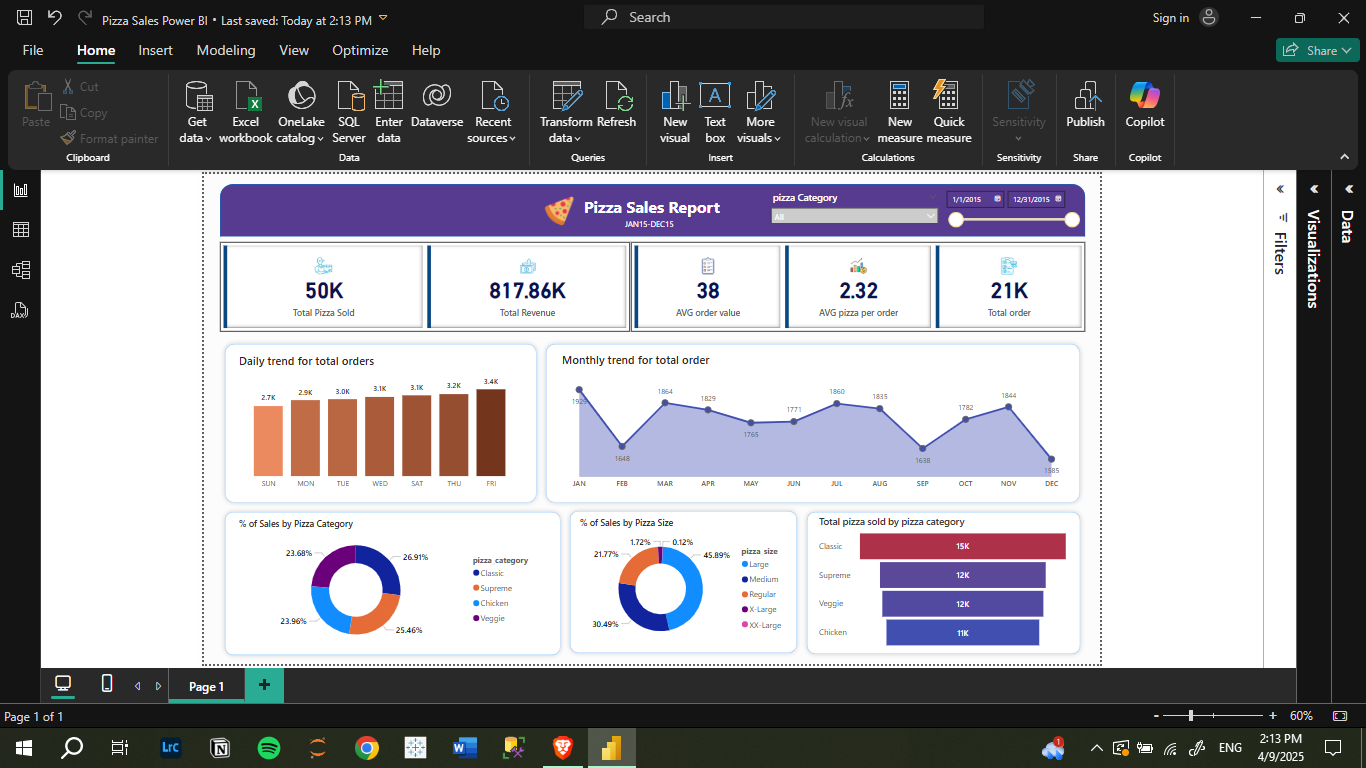 Pizza Sales Power BI • Last saved: Today at 2:13 PM
Search
Sign in
File Home Insert Modeling View Optimize Help
Share
Paste
Cut
Copy
Format painter
Clipboard
Get data
Excel workbook
OneLake catalog
SQL Server
Enter data
Dataverse
Recent sources
Data
Transform data
Refresh
Queries
New visual
Text box
More visuals
Insert
New visual calculation
New measure
Quick measure
Calculations
Sensitivity
Sensitivity
Publish
Share
Copilot
Copilot
Pizza Sales Report
JAN15-DEC15
pizza Category
All
1/1/2015
12/31/2015
50K
Total Pizza Sold
817.86K
Total Revenue
38
AVG order value
2.32
AVG pizza per order
21K
Total order
Daily trend for total orders
2.7K 2.9K 3.0K 3.1K 3.1K 3.2K 3.4K
SUN MON TUE WED SAT THU FRI
Monthly trend for total order
1929 1648 1864 1829 1765 1771 1860 1835 1638 1782 1844 1585
JAN FEB MAR APR MAY JUN JUL AUG SEP OCT NOV DEC
% of Sales by Pizza Category
23.68%
26.91%
23.96%
25.46%
pizza category
Classic
Supreme
Chicken
Veggie
% of Sales by Pizza Size
1.72%
0.12%
21.77%
45.89%
30.49%
pizza size
Large
Medium
Regular
X-Large
XX-Large
Total pizza sold by pizza category
Classic 15K
Supreme 12K
Veggie 12K
Chicken 11K
Filters
Visualizations
Data
DAX
Page 1
Page 1 of 1
60%
Lrc
ENG
2:13 PM
4/9/2025